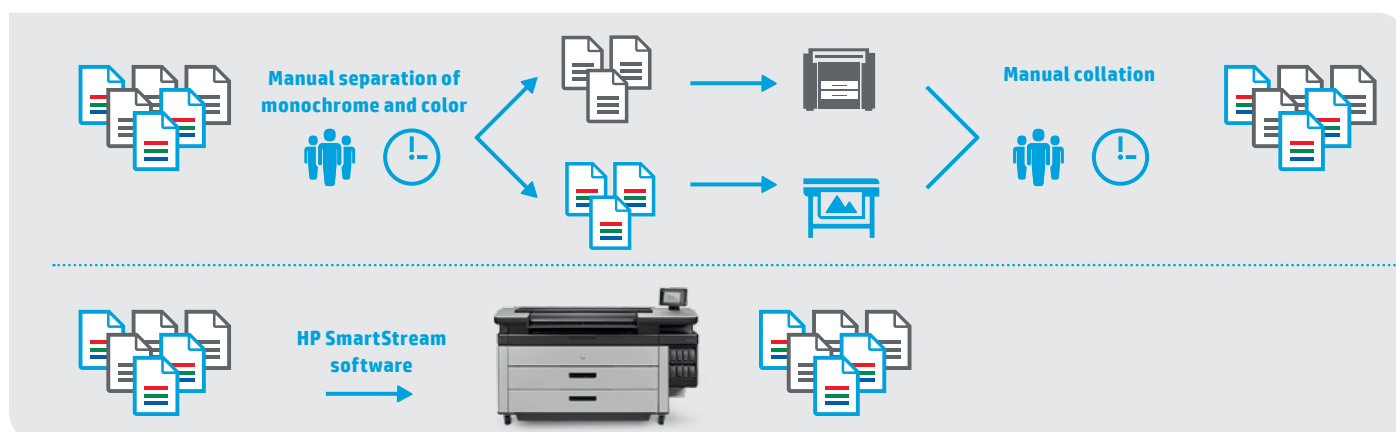 Manual separation of
monochrome and color
Manual collation
HP SmartStream
software